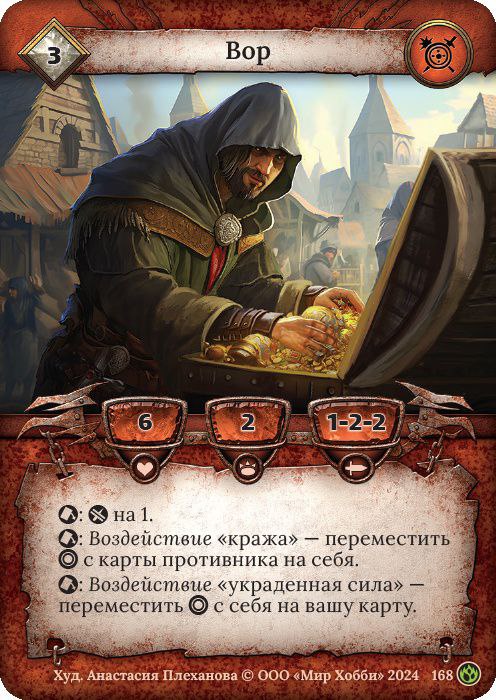 3
Вор
6
2
1-2-2
: на 1.
: Воздействие «кража» — переместить
с карты противника на себя.
: Воздействие «украденная сила» —
переместить с себя на вашу карту.
Худ. Анастасия Плеханова © ООО «Мир Хобби» 2024 168